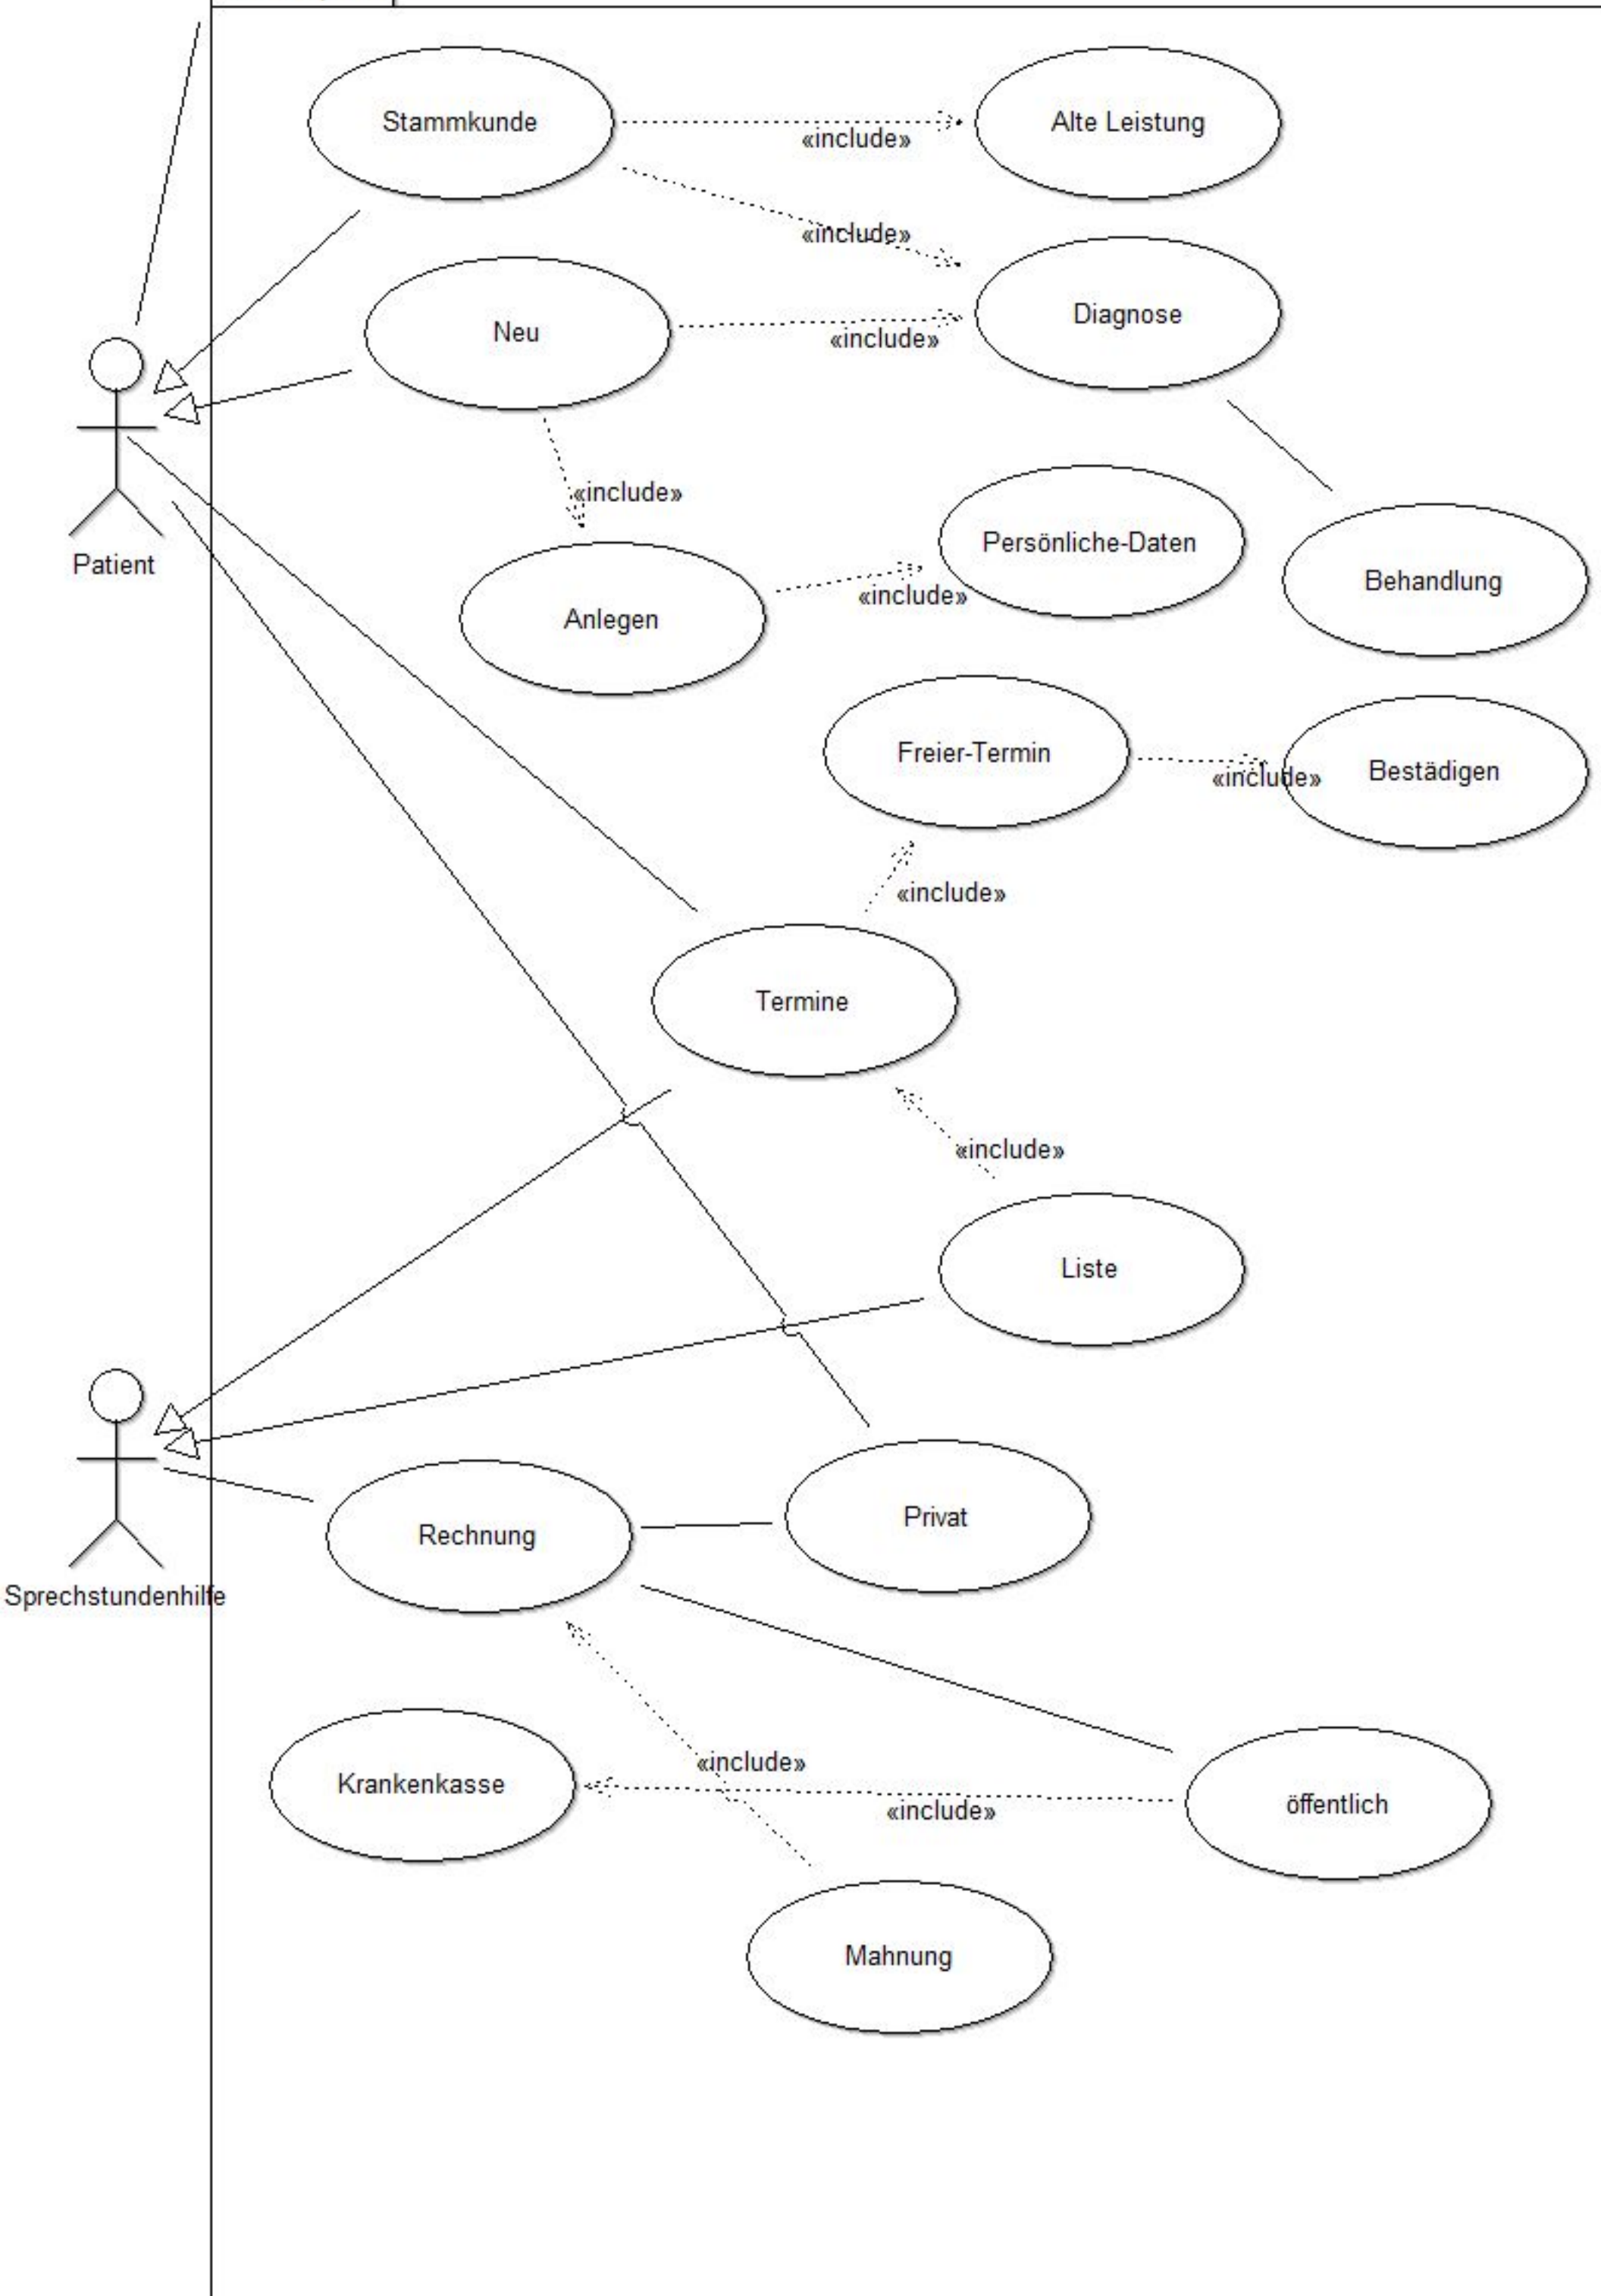 Stammkunde
«include»
Alte Leistung
«include»
Neu
«include»
Diagnose
Patient
«include»
Anlegen
«include»
Persönliche-Daten
Behandlung
Freier-Termin
«include»
Bestädigen
«include»
Termine
«include»
Liste
Sprechstundenhilfe
Rechnung
Privat
Krankenkasse
«include»
«include»
öffentlich
Mahnung